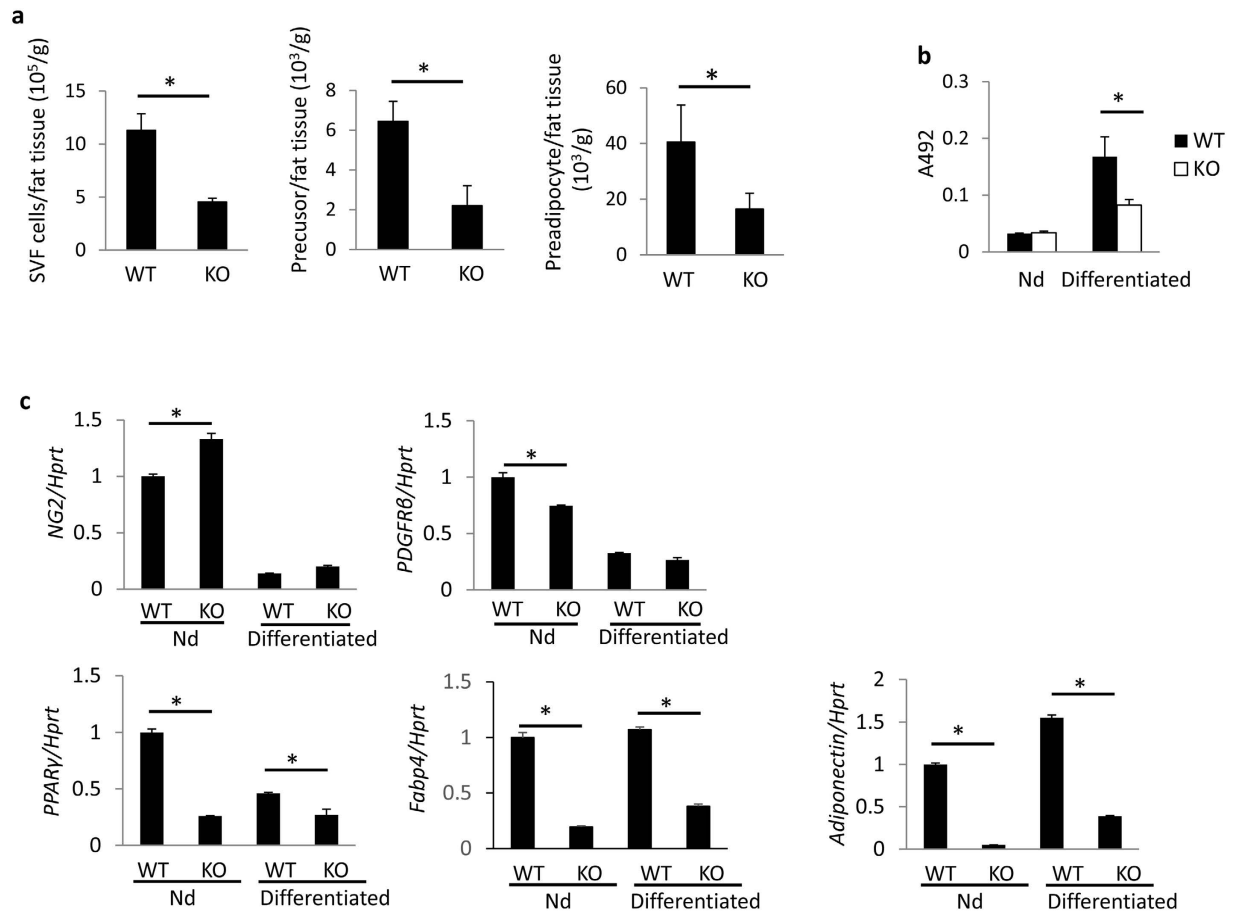 a
SVF cells/fat tissue (10⁵/g)
15
10
5
0
*
WT KO
Precusor/fat tissue (10³/g)
8
6
4
2
0
*
WT KO
Preadipocyte/fat tissue
(10³/g)
60
40
20
0
*
WT KO
b
A492
0.3
0.2
0.1
0
*
WT
KO
Nd Differentiated
c
NG2/Hprt
1.5
1
0.5
0
*
WT KO WT KO
Nd Differentiated
PDGFRβ/Hprt
1.5
1
0.5
0
*
WT KO WT KO
Nd Differentiated
PPARγ/Hprt
1.5
1
0.5
0
*
*
WT KO WT KO
Nd Differentiated
Fabp4/Hprt
1.5
1
0.5
0
*
*
WT KO WT KO
Nd Differentiated
Adiponectin/Hprt
2
1.5
1
0.5
0
*
*
WT KO WT KO
Nd Differentiated